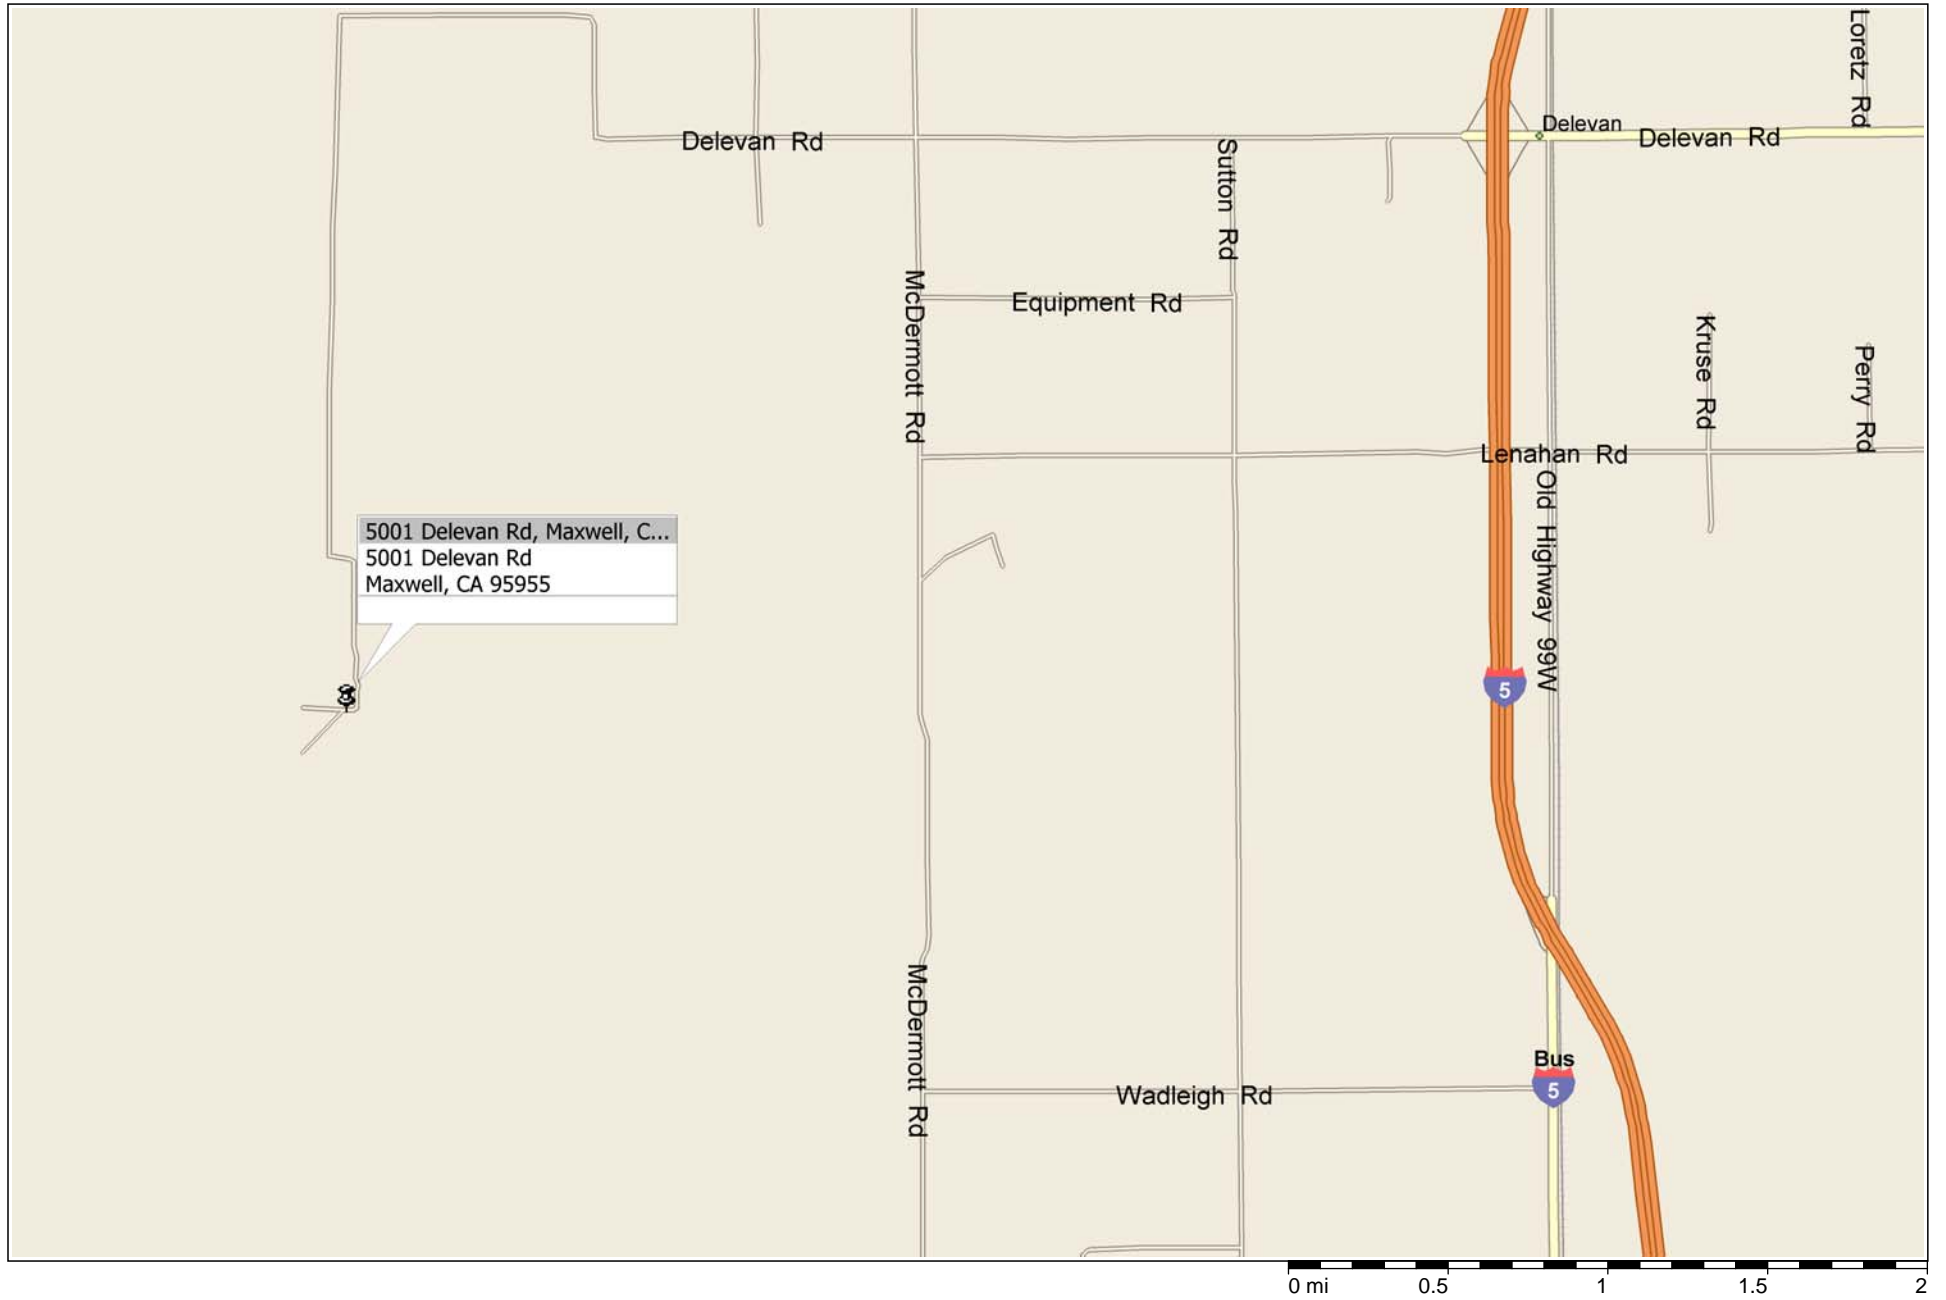 Loretz Rd
Delevan
Delevan Rd
Delevan Rd
Sutton Rd
McDermott Rd
Equipment Rd
Kruse Rd
Perry Rd
Lenahan Rd
Old Highway 99W
5001 Delevan Rd, Maxwell, C...
5001 Delevan Rd
Maxwell, CA 95955
5
McDermott Rd
Bus
5
Wadleigh Rd
0 mi 0.5 1 1.5 2